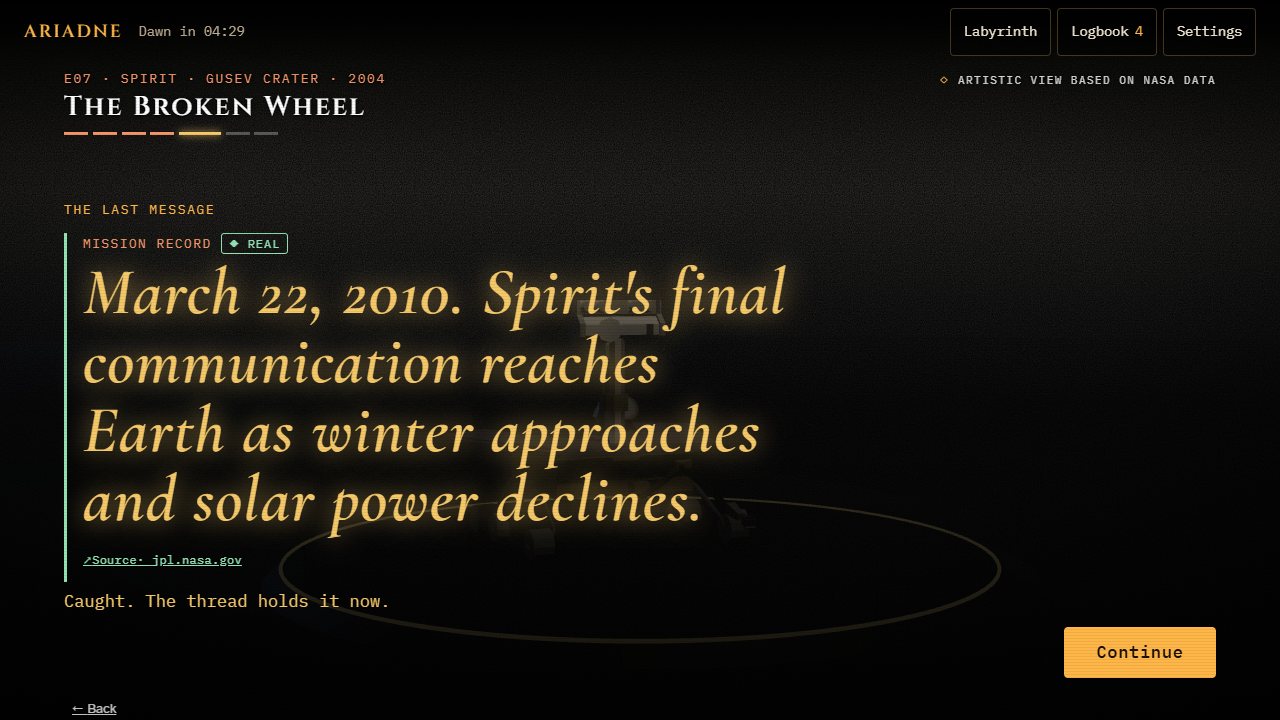 ARIADNE
Dawn in 04:29
Labyrinth
Logbook 4
Settings
E07 · SPIRIT · GUSEV CRATER · 2004
◇ ARTISTIC VIEW BASED ON NASA DATA
The Broken Wheel
THE LAST MESSAGE
MISSION RECORD ◆ REAL
March 22, 2010. Spirit's final
communication reaches
Earth as winter approaches
and solar power declines.
↗Source· jpl.nasa.gov
Caught. The thread holds it now.
Continue
← Back